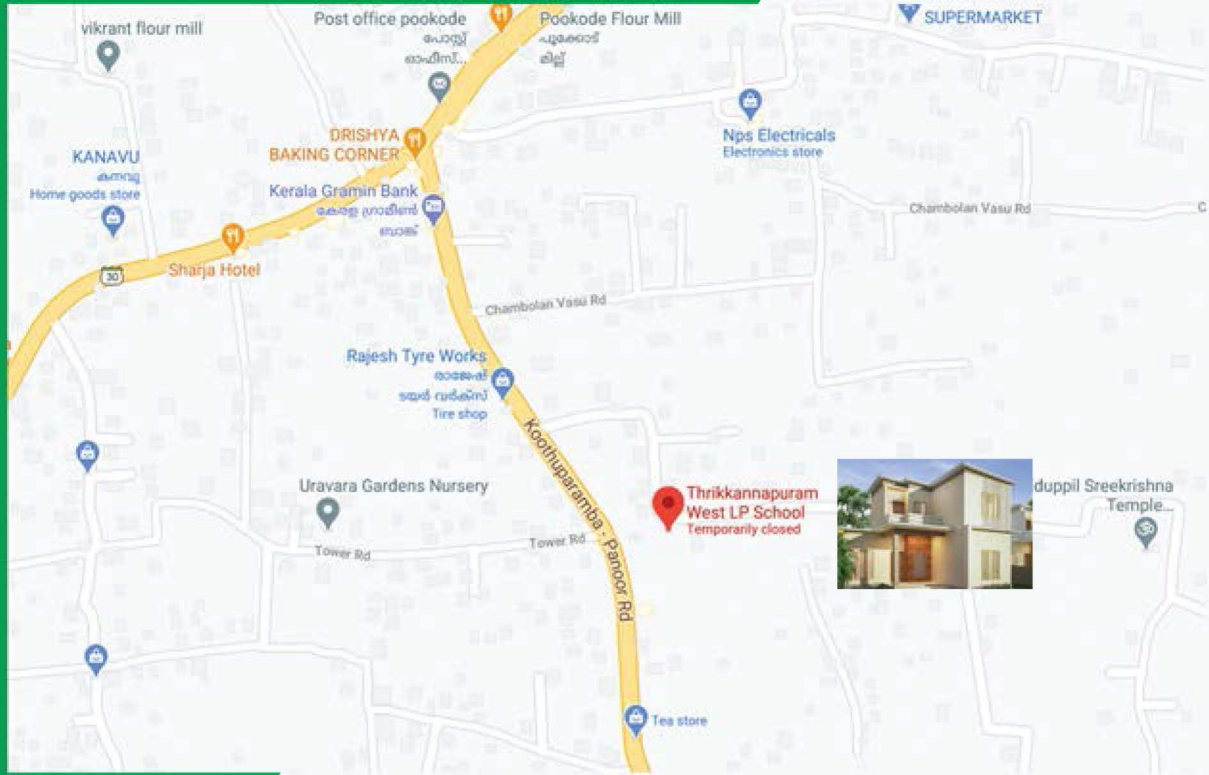 vikrant flour mill
Post office pookode
പോസ്റ്റ്
ഓഫീസ്...
Pookode Flour Mill
പൂക്കോട്
മില്ല്
SUPERMARKET
DRISHYA
BAKING CORNER
Nps Electricals
Electronics store
KANAVU
കനവു
Home goods store
Kerala Gramin Bank
കേരള ഗ്രാമീൺ
ബാങ്ക്
Chambolan Vasu Rd
C
Sharja Hotel
30
Chambolan Vasu Rd
Rajesh Tyre Works
രാജേഷ്
ടയർ വർക്സ്
Tire shop
Koothuparamba - Panoor Rd
Uravara Gardens Nursery
Thrikkannapuram
West LP School
Temporarily closed
duppil Sreekrishna
Temple...
Tower Rd
Tower Rd
Tea store